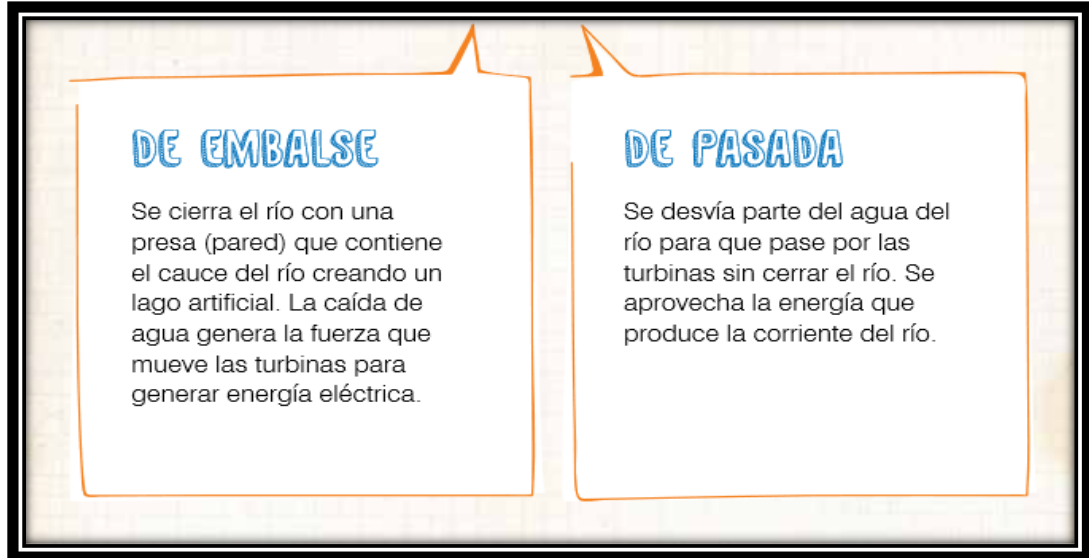 DE EMBALSE
Se cierra el río con una
presa (pared) que contiene
el cauce del río creando un
lago artificial. La caída de
agua genera la fuerza que
mueve las turbinas para
generar energía eléctrica.
DE PASADA
Se desvía parte del agua del
río para que pase por las
turbinas sin cerrar el río. Se
aprovecha la energía que
produce la corriente del río.